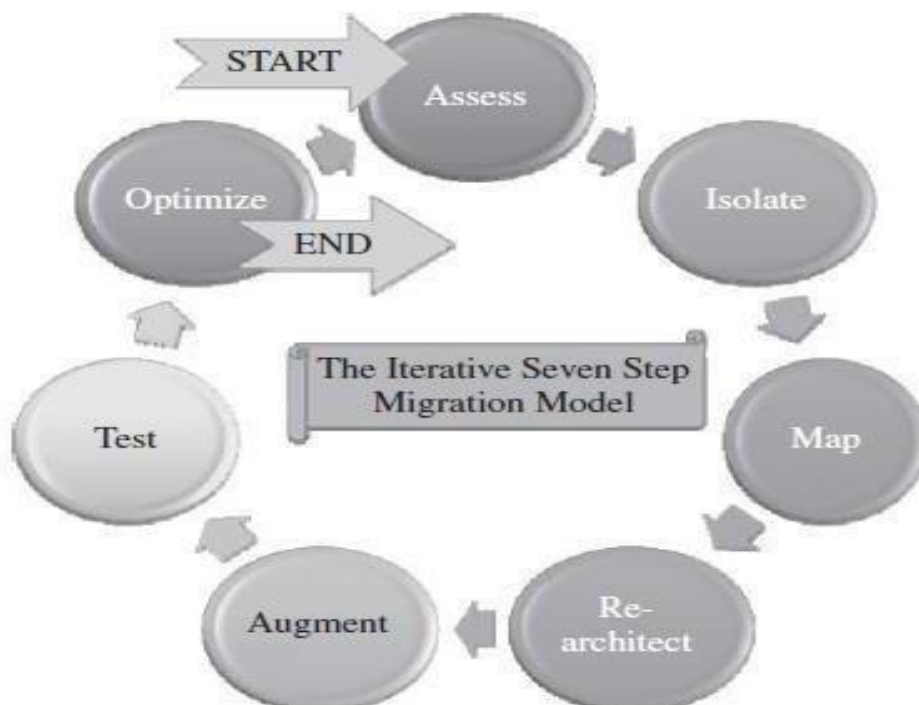 START
Assess
Isolate
Map
Re-
architect
Augment
Test
Optimize
END
The Iterative Seven Step
Migration Model